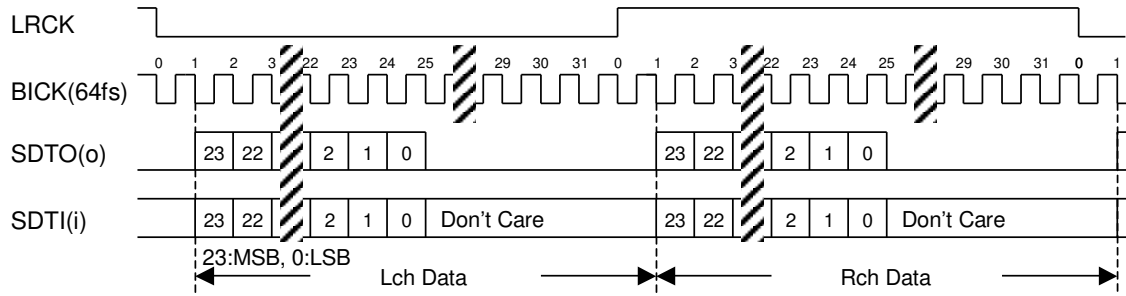 LRCK
0 1 2 3 22 23 24 25 29 30 31 0 1 2 3 22 23 24 25 29 30 31 0 1
BICK(64fs)
SDTO(o) 23 22 2 1 0 23 22 2 1 0
SDTI(i) 23 22 2 1 0 Don't Care 23 22 2 1 0 Don't Care
23:MSB, 0:LSB
Lch Data Rch Data